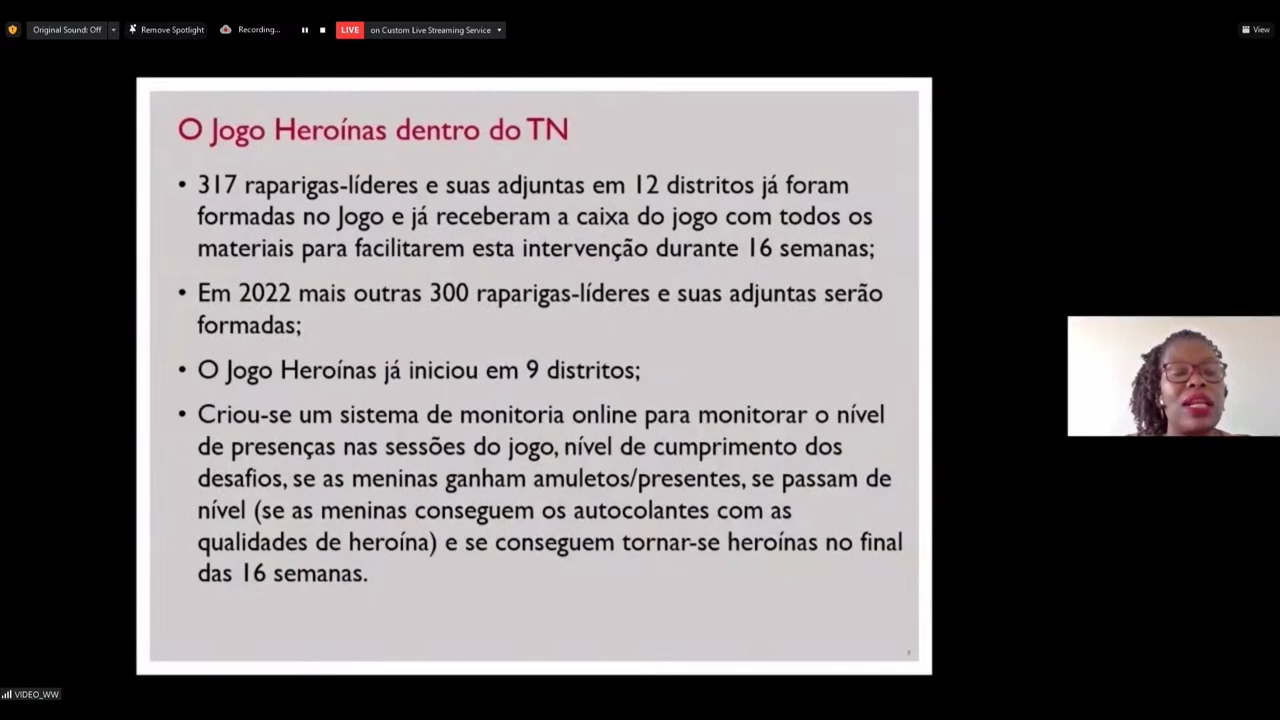 Original Sound: Off
Remove Spotlight
Recording...
LIVE
on Custom Live Streaming Service
View
O Jogo Heroínas dentro do TN
• 317 raparigas-líderes e suas adjuntas em 12 distritos já foram
formadas no Jogo e já receberam a caixa do jogo com todos os
materiais para facilitarem esta intervenção durante 16 semanas;
• Em 2022 mais outras 300 raparigas-líderes e suas adjuntas serão
formadas;
• O Jogo Heroínas já iniciou em 9 distritos;
• Criou-se um sistema de monitoria online para monitorar o nível
de presenças nas sessões do jogo, nível de cumprimento dos
desafios, se as meninas ganham amuletos/presentes, se passam de
nível (se as meninas conseguem os autocolantes com as
qualidades de heroína) e se conseguem tornar-se heroínas no final
das 16 semanas.
VIDEO_WW